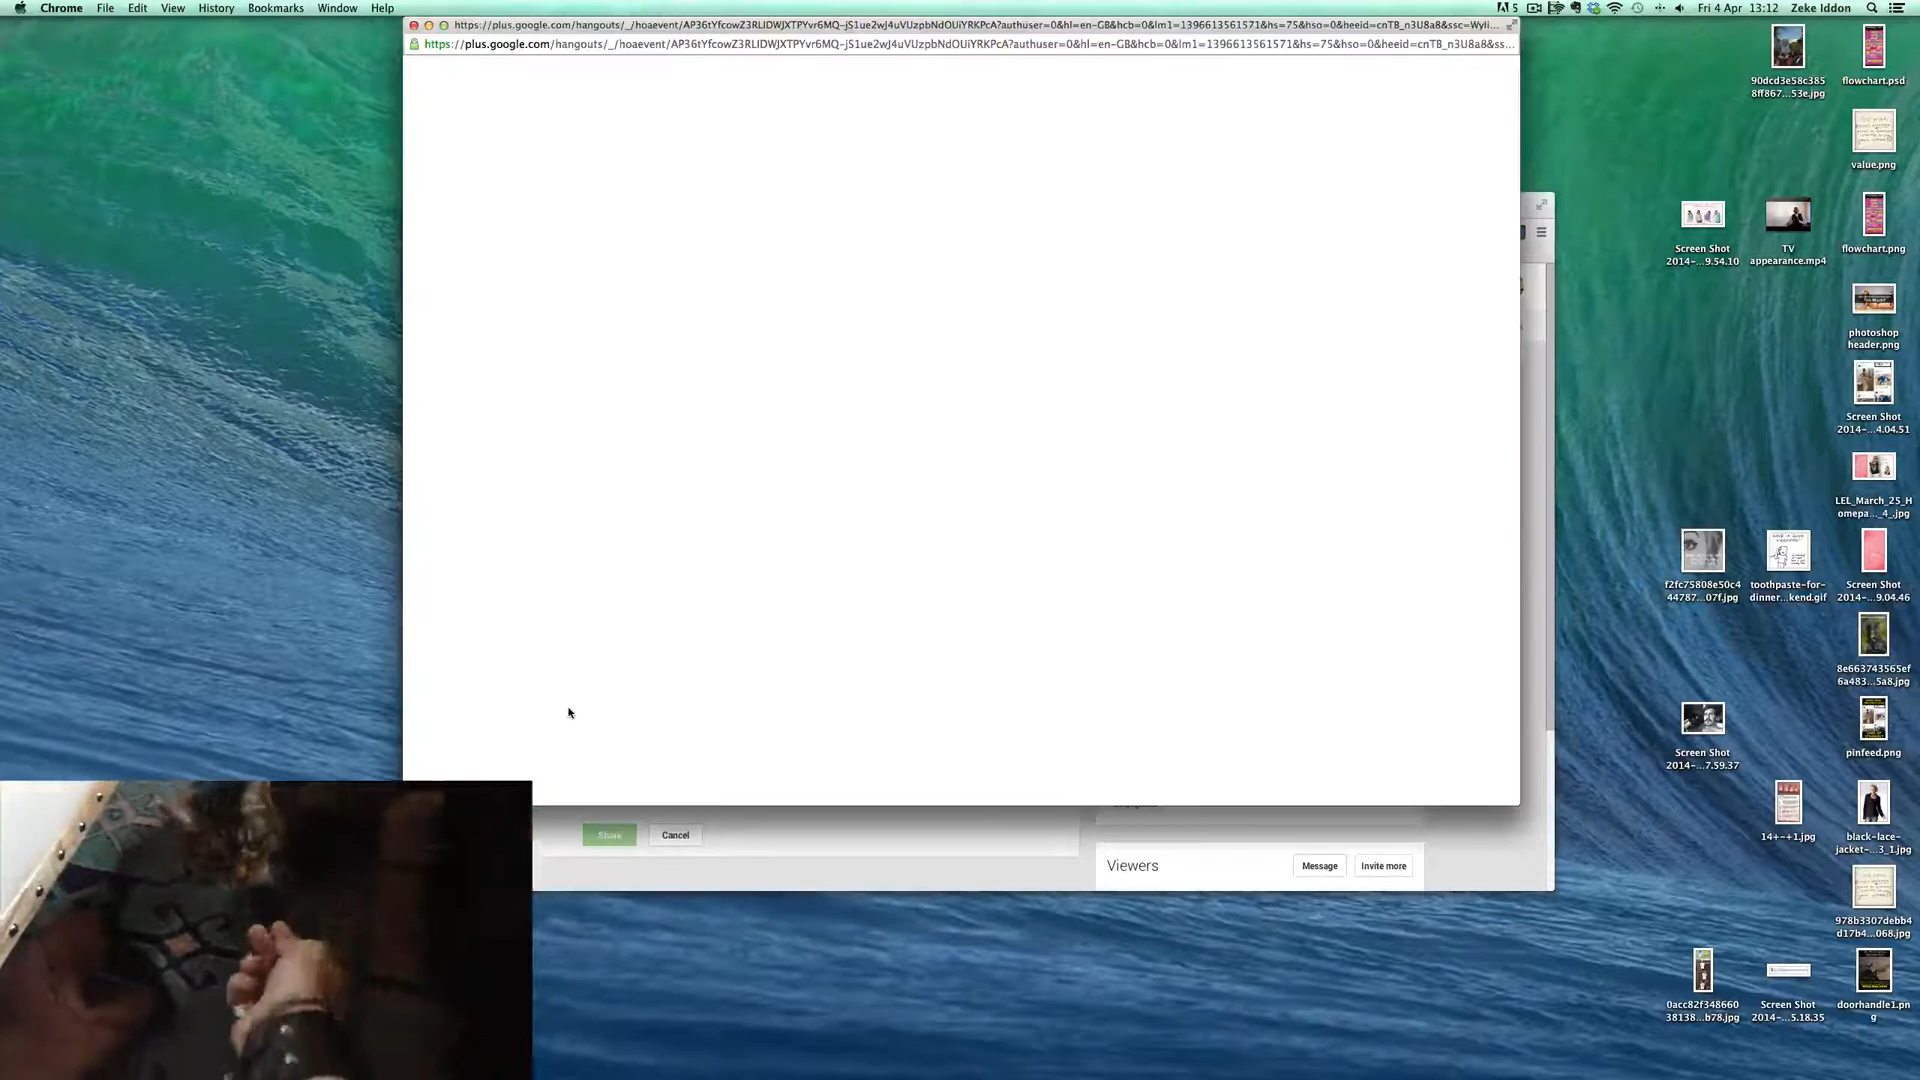 Chrome File Edit View History Bookmarks Window Help
5 Fri 4 Apr 13:12 Zeke Iddon
https://plus.google.com/hangouts/_/hoaevent/AP36tYfcowZ3RLIDWJXTPYvr6MQ-jS1ue2wJ4uVUzpbNdOUiYRKPcA?authuser=0&hl=en-GB&hcb=0&lm1=1396613561571&hs=75&hso=0&heeid=cnTB_n3U8a8&ssc=Wyli...
https://plus.google.com/hangouts/_/hoaevent/AP36tYfcowZ3RLIDWJXTPYvr6MQ-jS1ue2wJ4uVUzpbNdOUiYRKPcA?authuser=0&hl=en-GB&hcb=0&lm1=1396613561571&hs=75&hso=0&heeid=cnTB_n3U8a8&ss...
90dcd3e58c385
8ff867...53e.jpg
flowchart.psd
value.png
Screen Shot
2014-...9.54.10
TV
appearance.mp4
flowchart.png
photoshop
header.png
Screen Shot
2014-...4.04.51
LEL_March_25_H
omepa..._4_.jpg
f2fc75808e50c4
44787...07f.jpg
toothpaste-for-
dinner...kend.gif
Screen Shot
2014-...9.04.46
8e663743565ef
6a483...5a8.jpg
Screen Shot
2014-...7.59.37
pinfeed.png
14+-+1.jpg
black-lace-
jacket-...3_1.jpg
Share
Cancel
Viewers
Message
Invite more
978b3307debb4
d17b4...068.jpg
0acc82f348660
38138...b78.jpg
Screen Shot
2014-...5.18.35
doorhandle1.pn
g